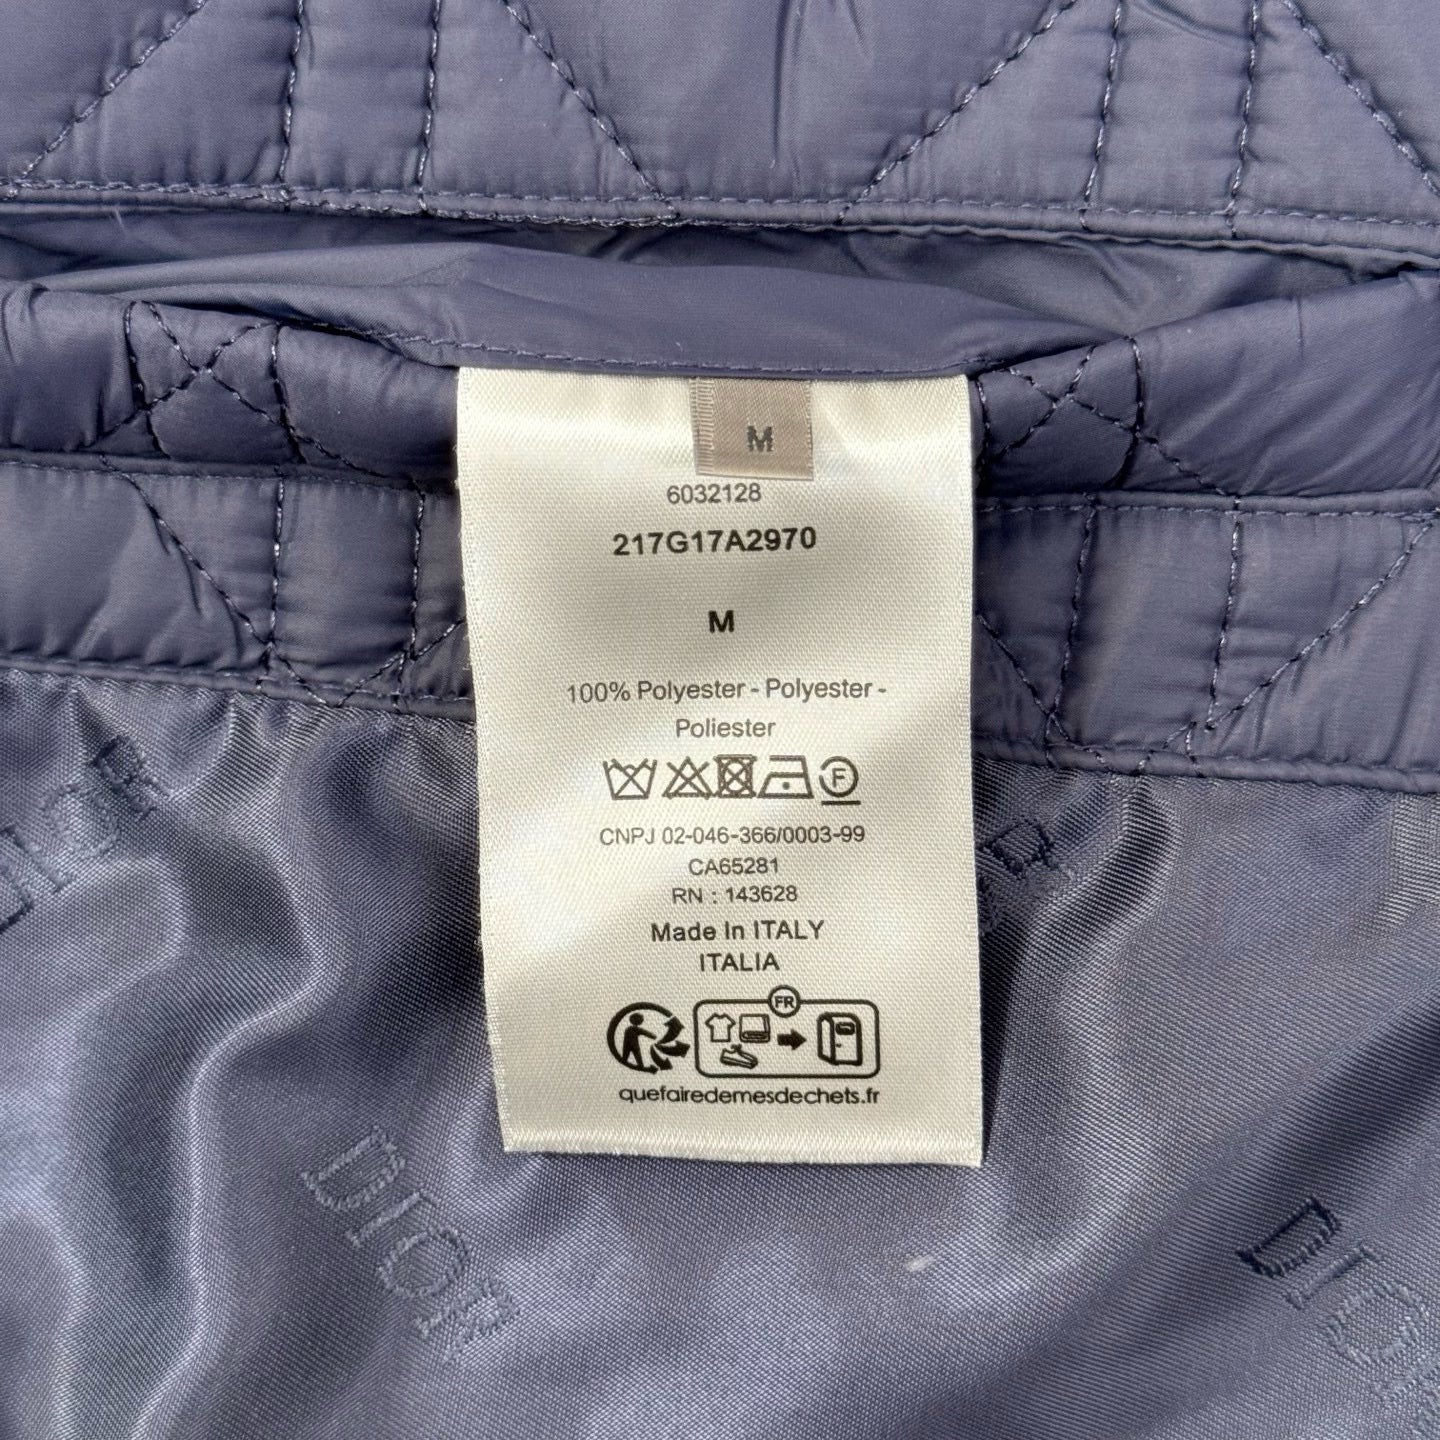 M
6032128
217G17A2970
M
100% Polyester - Polyester -
Poliester
F
CNPJ 02-046-366/0003-99
CA65281
RN : 143628
Made In ITALY
ITALIA
FR
quefairedemesdechets.fr
DIOR
DIOR
DIOR